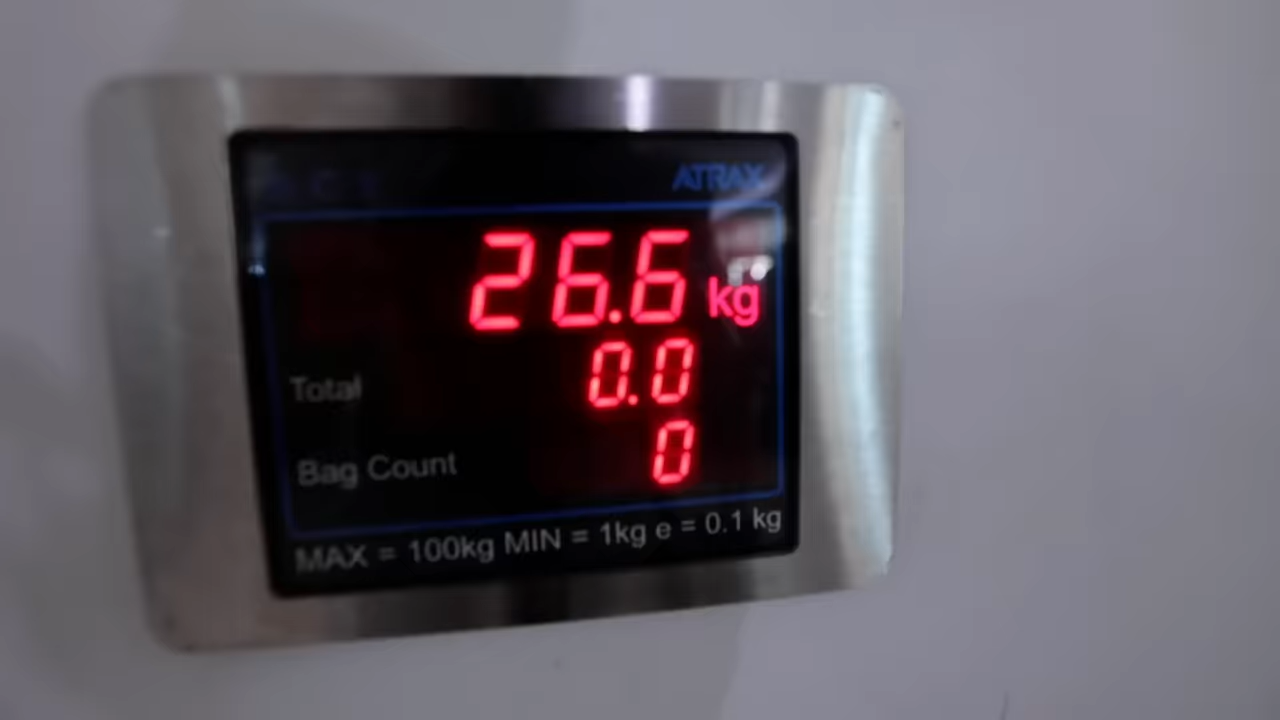 ATRAX
26.6 kg
Total 0.0
Bag Count 0
MAX = 100kg MIN = 1kg e = 0.1 kg